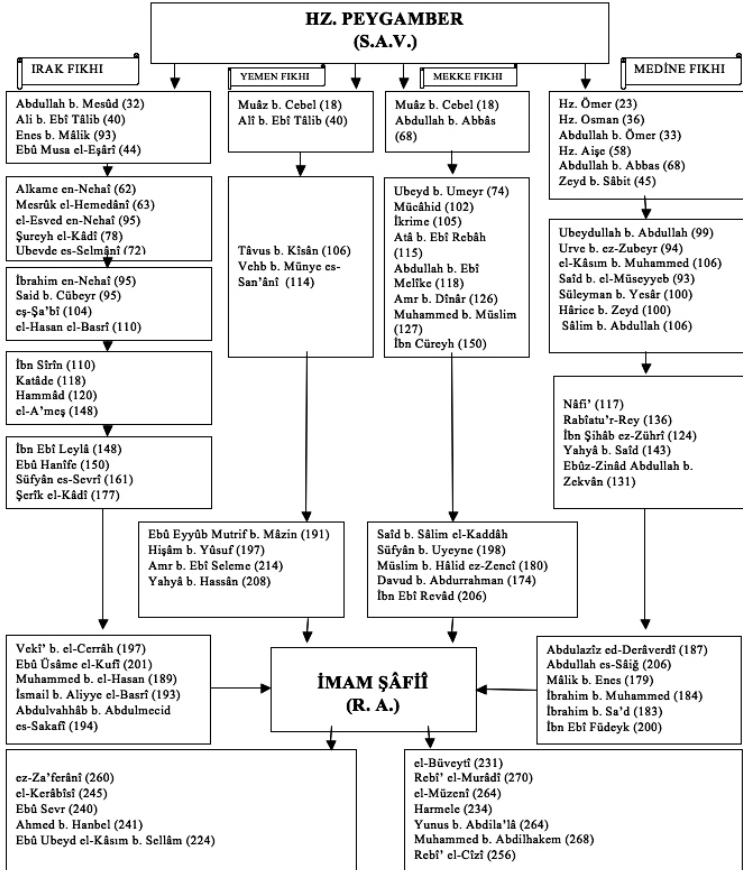 HZ. PEYGAMBER
(S.A.V.)
IRAK FIKHI
YEMEN FIKHI
MEKKE FIKHI
MEDİNE FIKHI
Abdullah b. Mesûd (32)
Ali b. Ebî Tâlib (40)
Enes b. Mâlik (93)
Ebû Musa el-Eşârî (44)
Muâz b. Cebel (18)
Alî b. Ebî Tâlib (40)
Muâz b. Cebel (18)
Abdullah b. Abbâs
(68)
Hz. Ömer (23)
Hz. Osman (36)
Abdullah b. Ömer (33)
Hz. Aişe (58)
Abdullah b. Abbas (68)
Zeyd b. Sâbit (45)
Alkame en-Nehaî (62)
Mesrûk el-Hemedânî (63)
el-Esved en-Nehaî (95)
Şureyh el-Kâdî (78)
Ubevde es-Selmânî (72)
Tâvus b. Kîsân (106)
Vehb b. Münye es-
San'ânî (114)
Ubeyd b. Umeyr (74)
Mücâhid (102)
İkrime (105)
Atâ b. Ebî Rebâh
(115)
Abdullah b. Ebî
Melîke (118)
Amr b. Dînâr (126)
Muhammed b. Müslim
(127)
İbn Cüreyh (150)
Ubeydullah b. Abdullah (99)
Urve b. ez-Zubeyr (94)
el-Kâsım b. Muhammed (106)
Saîd b. el-Müseyyeb (93)
Süleyman b. Yesâr (100)
Hârice b. Zeyd (100)
Sâlim b. Abdullah (106)
İbrahim en-Nehaî (95)
Said b. Cübeyr (95)
eş-Şa'bî (104)
el-Hasan el-Basrî (110)
İbn Sîrîn (110)
Katâde (118)
Hammâd (120)
el-A'meş (148)
Nâfi' (117)
Rabîatu'r-Rey (136)
İbn Şihâb ez-Zührî (124)
Yahyâ b. Saîd (143)
Ebûz-Zinâd Abdullah b.
Zekvân (131)
İbn Ebî Leylâ (148)
Ebû Hanîfe (150)
Süfyân es-Sevrî (161)
Şerîk el-Kâdî (177)
Ebû Eyyûb Mutrif b. Mâzin (191)
Hişâm b. Yûsuf (197)
Amr b. Ebî Seleme (214)
Yahyâ b. Hassân (208)
Saîd b. Sâlim el-Kaddâh
Süfyân b. Uyeyne (198)
Müslim b. Hâlid ez-Zencî (180)
Davud b. Abdurrahman (174)
İbn Ebî Revâd (206)
Vekî' b. el-Cerrâh (197)
Ebû Üsâme el-Kufî (201)
Muhammed b. el-Hasan (189)
İsmail b. Aliyye el-Basrî (193)
Abdulvahhâb b. Abdulmecid
es-Sakafî (194)
İMAM ŞÂFİÎ
(R. A.)
Abdulazîz ed-Derâverdî (187)
Abdullah es-Sâiğ (206)
Mâlik b. Enes (179)
İbrahim b. Muhammed (184)
İbrahim b. Sa'd (183)
İbn Ebî Füdeyk (200)
ez-Za'ferânî (260)
el-Kerâbîsî (245)
Ebû Sevr (240)
Ahmed b. Hanbel (241)
Ebû Ubeyd el-Kâsım b. Sellâm (224)
el-Büveytî (231)
Rebî' el-Murâdî (270)
el-Müzenî (264)
Harmele (234)
Yunus b. Abdila'lâ (264)
Muhammed b. Abdilhakem (268)
Rebî' el-Cîzî (256)